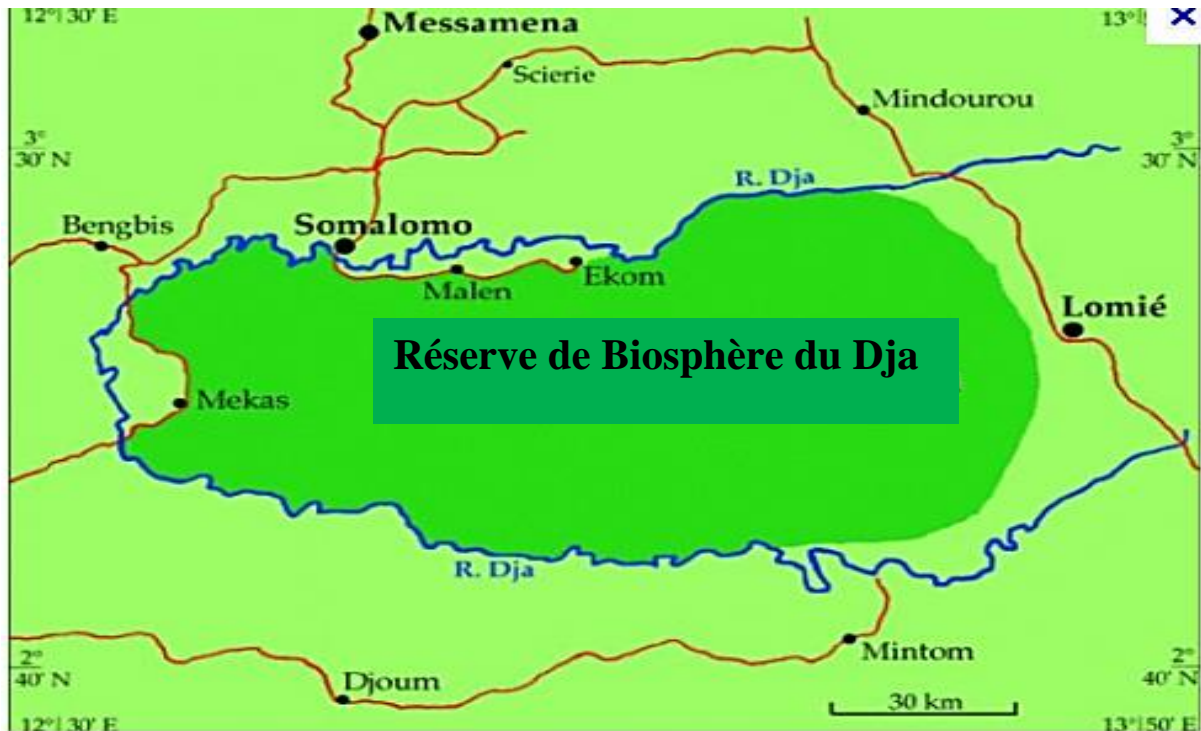 12°|30' E
13°|5
×
Messamena
Scierie
Mindourou
3°
30' N
3°
30' N
R. Dja
Bengbis
Somalomo
Ekom
Malen
Lomié
Réserve de Biosphère du Dja
Mekas
R. Dja
Mintom
2°
40' N
2°
40' N
Djoum
30 km
12°|30' E
13°|50' E